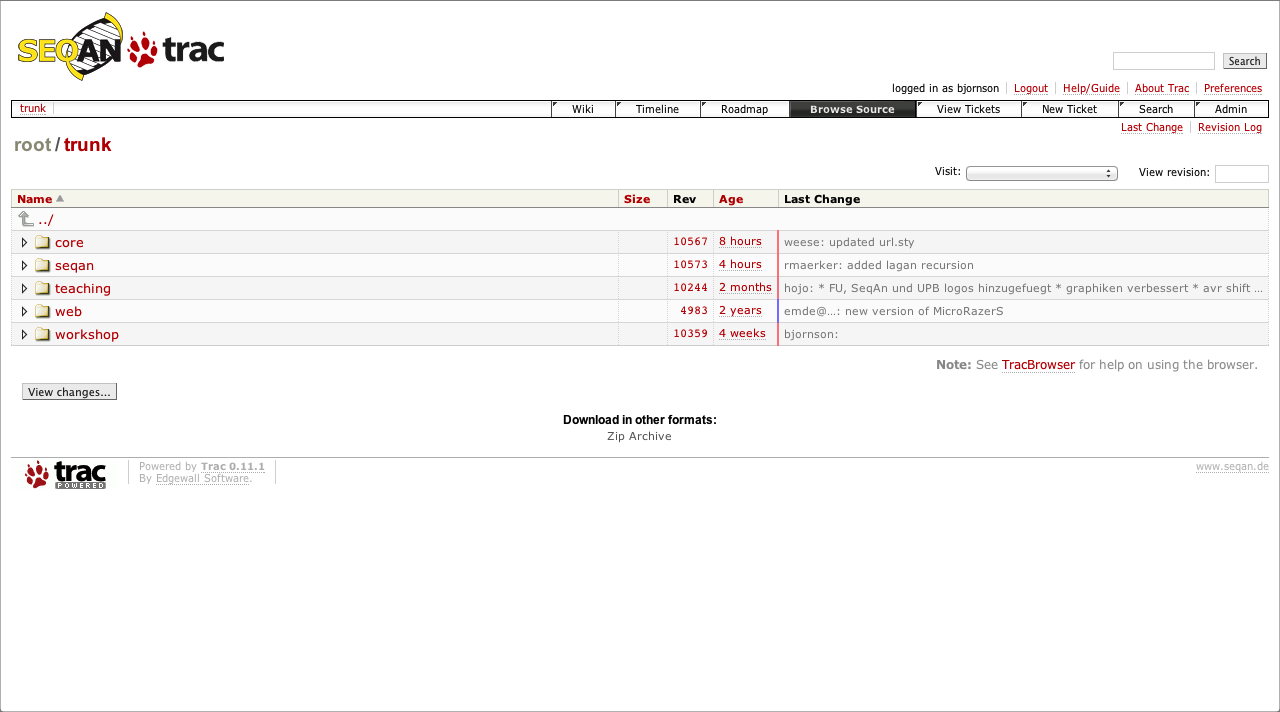 SEQAN trac
Search
logged in as bjornson Logout Help/Guide About Trac Preferences
trunk Wiki Timeline Roadmap Browse Source View Tickets New Ticket Search Admin
Last Change Revision Log
root / trunk
Visit: View revision:
Name Size Rev Age Last Change
../
core 10567 8 hours weese: updated url.sty
seqan 10573 4 hours rmaerker: added lagan recursion
teaching 10244 2 months hojo: * FU, SeqAn und UPB logos hinzugefuegt * graphiken verbessert * avr shift ...
web 4983 2 years emde@...: new version of MicroRazerS
workshop 10359 4 weeks bjornson:
Note: See TracBrowser for help on using the browser.
View changes...
Download in other formats:
Zip Archive
trac POWERED
Powered by Trac 0.11.1
By Edgewall Software.
www.seqan.de